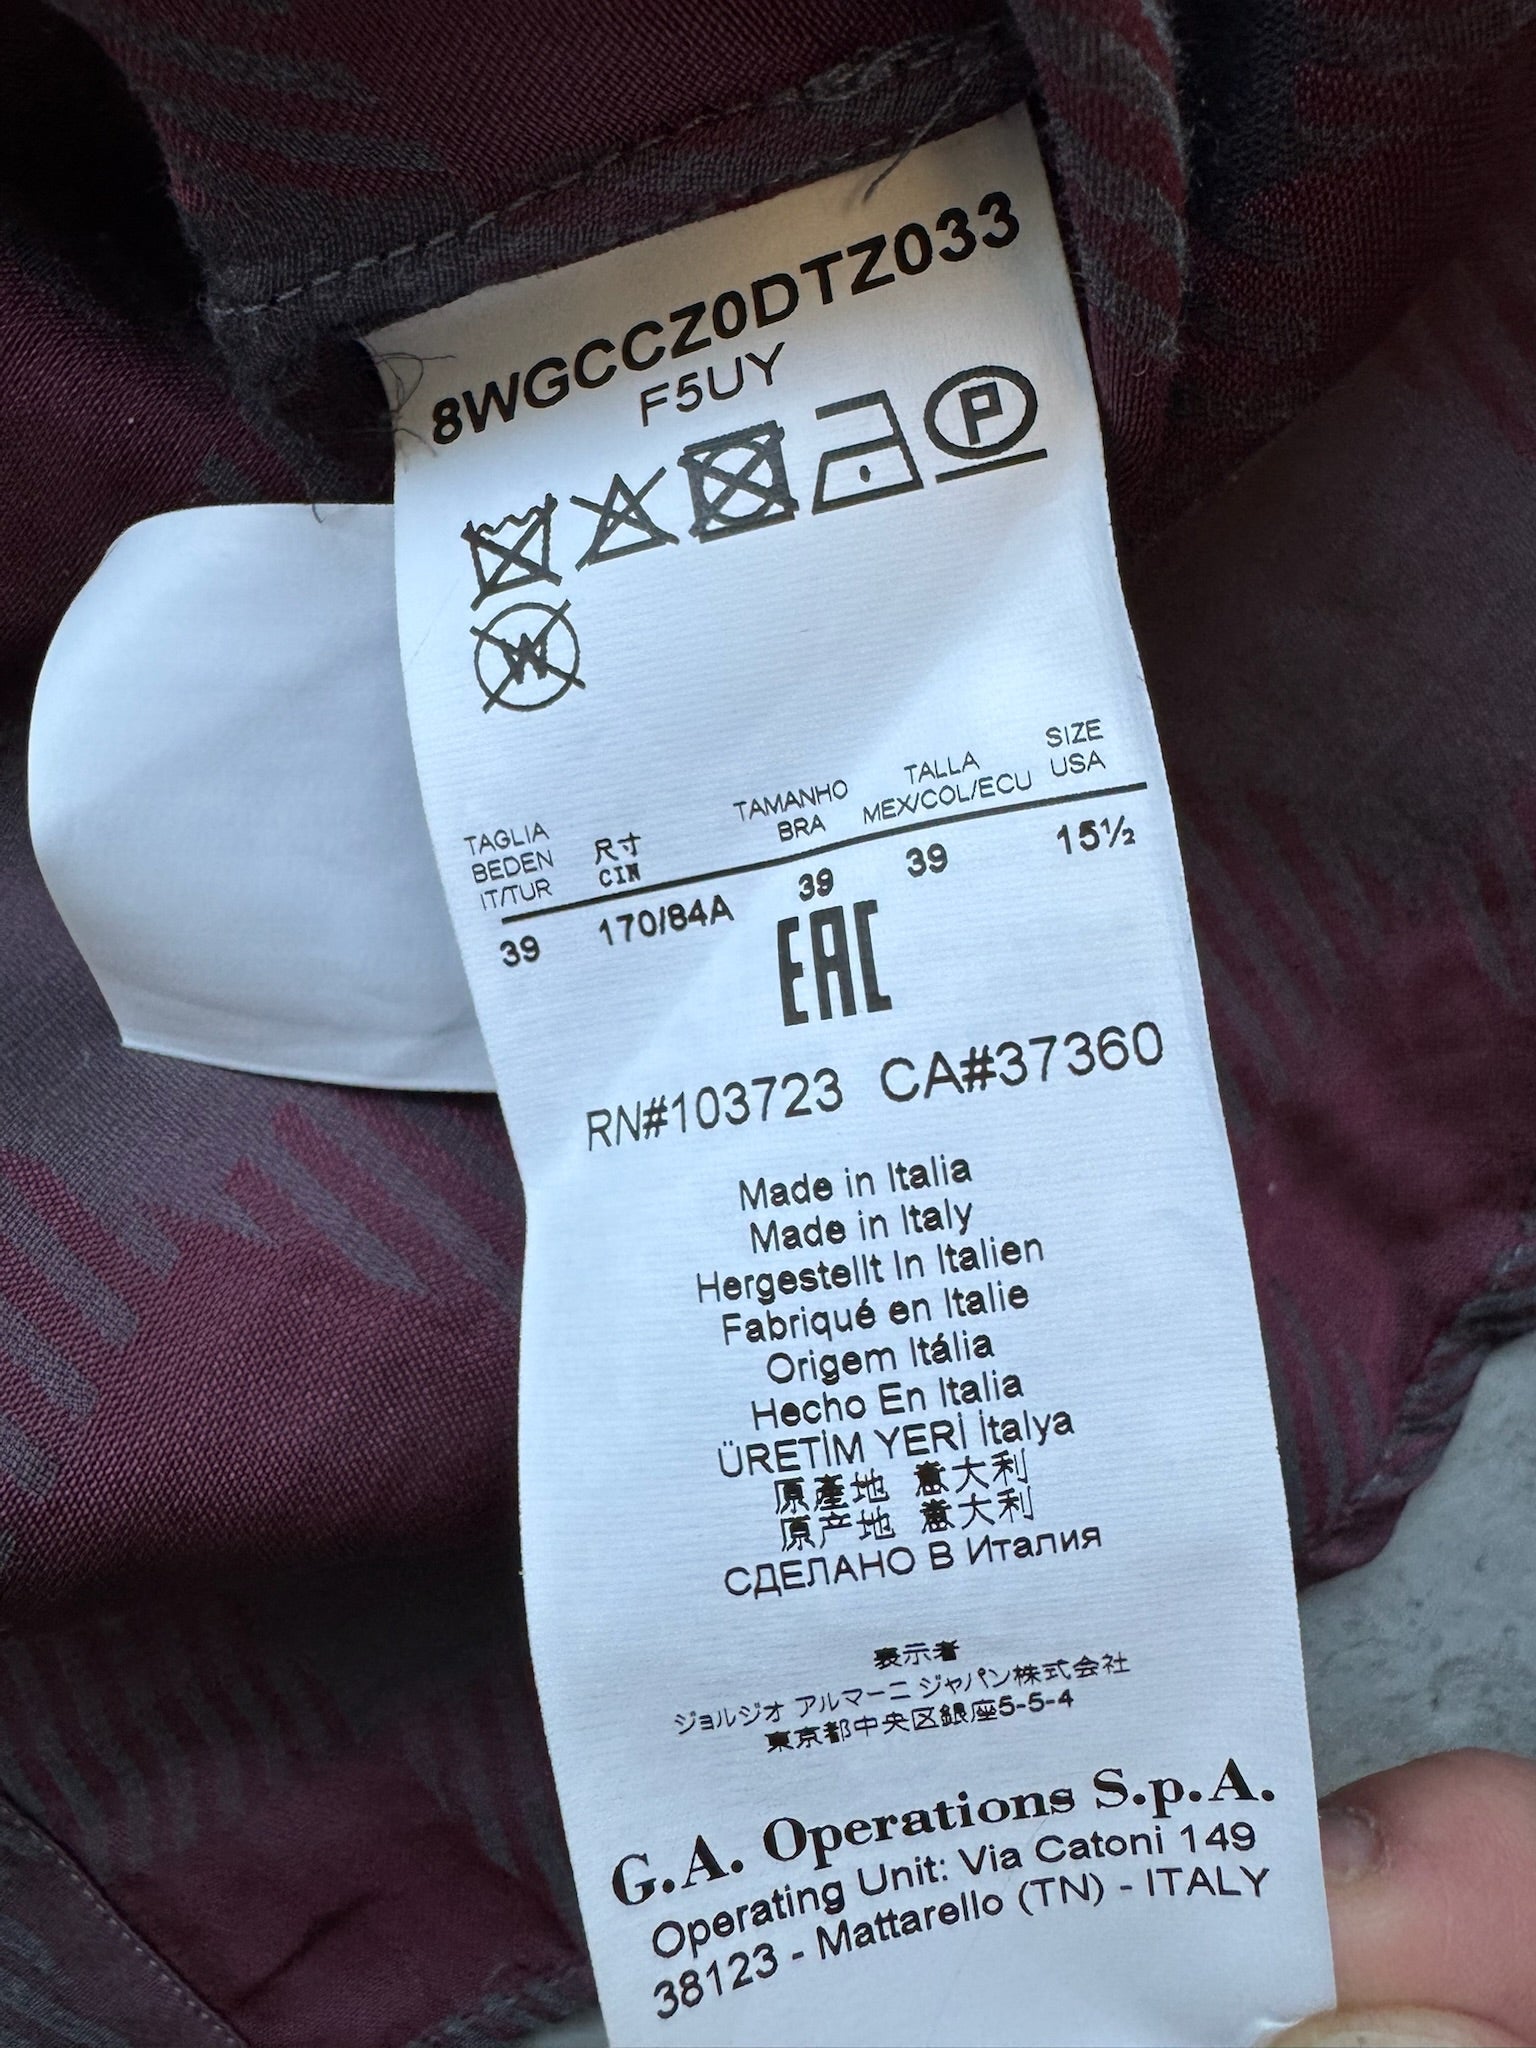 8WGCCZ0DTZ033
F5UY
P
W
TAGLIA BEDEN IT/TUR
尺寸 CIN
TAMANHO BRA
TALLA MEX/COL/ECU
SIZE USA
39 170/84A 39 39 15½
EAC
RN#103723 CA#37360
Made in Italia
Made in Italy
Hergestellt In Italien
Fabriqué en Italie
Origem Itália
Hecho En Italia
ÜRETİM YERİ İtalya
原產地 意大利
原产地 意大利
СДЕЛАНО В Италия
表示者
ジョルジオ アルマーニ ジャパン株式会社
東京都中央区銀座5-5-4
G.A. Operations S.p.A.
Operating Unit: Via Catoni 149
38123 - Mattarello (TN) - ITALY